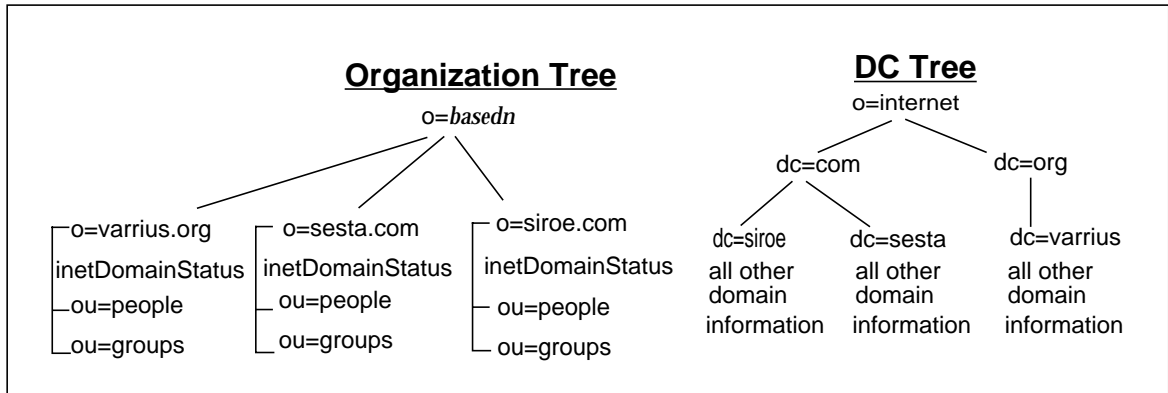 Organization Tree
o=basedn
o=varrius.org
inetDomainStatus
ou=people
ou=groups
o=sesta.com
inetDomainStatus
ou=people
ou=groups
o=siroe.com
inetDomainStatus
ou=people
ou=groups
DC Tree
o=internet
dc=com
dc=org
dc=siroe
all other
domain
information
dc=sesta
all other
domain
information
dc=varrius
all other
domain
information